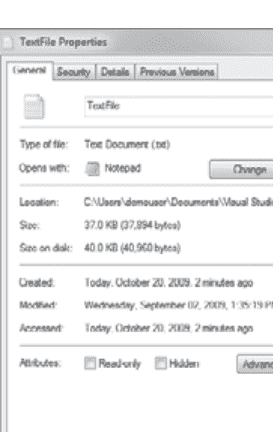 TextFile Properties
General Security Details Previous Versions
TextFile
Type of file: Text Document (.txt)
Opens with: Notepad Change
Location: C:\Users\demouser\Documents\Visual Studi
Size: 37.0 KB (37,894 bytes)
Size on disk: 40.0 KB (40,960 bytes)
Created: Today, October 20, 2009, 2 minutes ago
Modified: Wednesday, September 02, 2009, 1:35:19 PM
Accessed: Today, October 20, 2009, 2 minutes ago
Attributes: Read-only Hidden Advanc